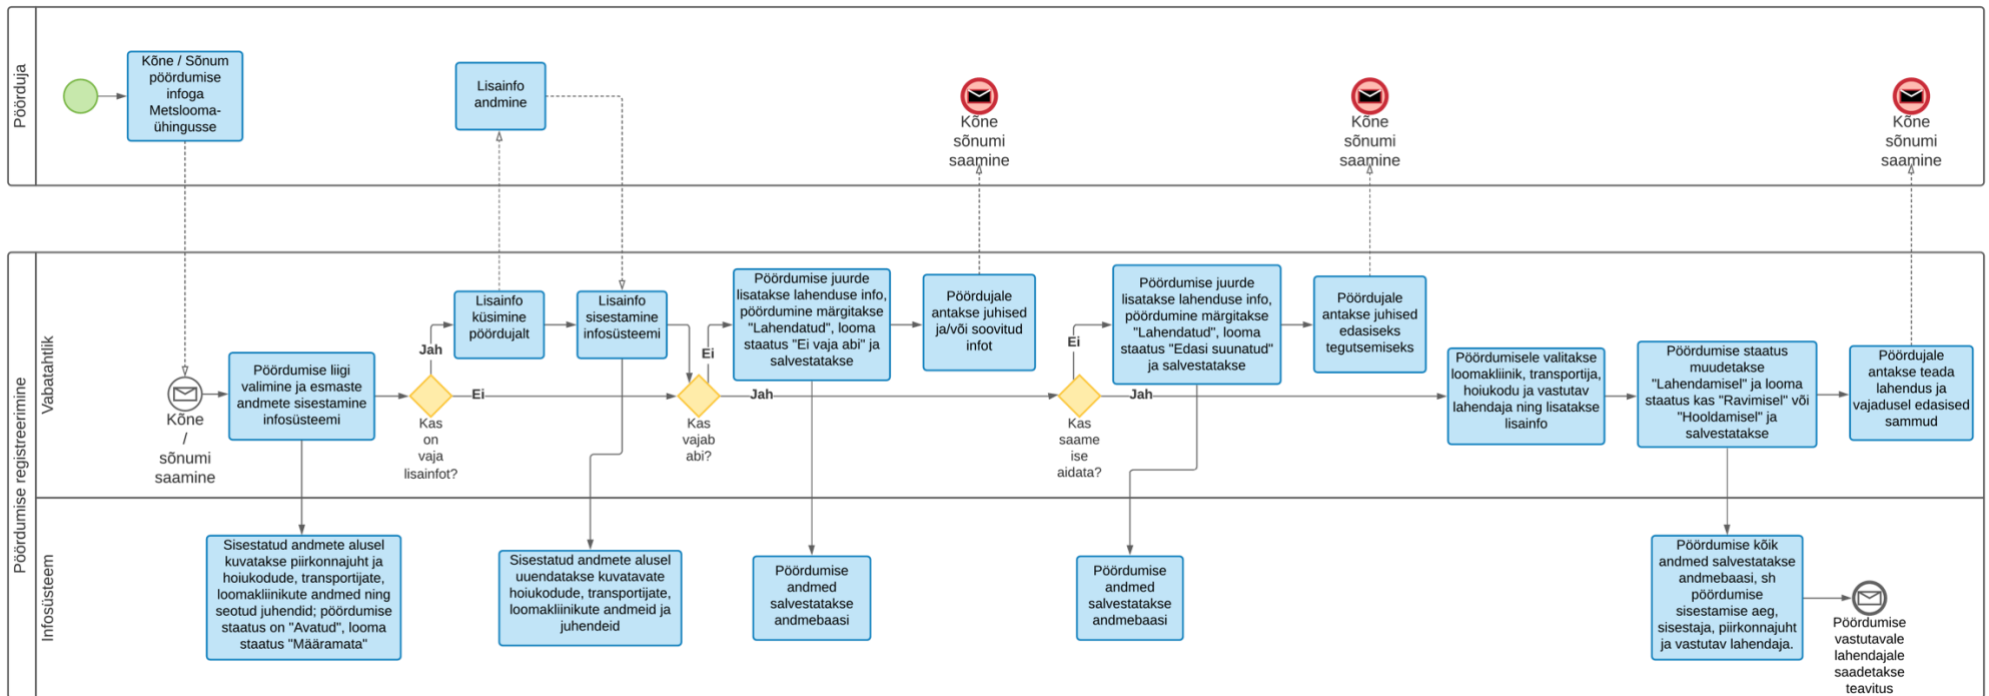 Pöörduja
Kõne / Sõnum
pöördumise
infoga
Metslooma-
ühingusse
Lisainfo
andmine
Kõne
sõnumi
saamine
Kõne
sõnumi
saamine
Kõne
sõnumi
saamine
Pöördumise registreerimine
Vabatahtlik
Kõne
/
sõnumi
saamine
Pöördumise liigi
valimine ja esmaste
andmete sisestamine
infosüsteemi
Kas
on
vaja
lisainfot?
Jah
Ei
Lisainfo
küsimine
pöördujalt
Lisainfo
sisestamine
infosüsteemi
Kas
vajab
abi?
Ei
Jah
Pöördumise juurde
lisatakse lahenduse info,
pöördumine märgitakse
"Lahendatud", looma
staatus "Ei vaja abi" ja
salvestatakse
Pöördujale
antakse juhised
ja/või soovitud
infot
Kas
saame
ise
aidata?
Ei
Jah
Pöördumise juurde
lisatakse lahenduse info,
pöördumine märgitakse
"Lahendatud", looma
staatus "Edasi suunatud"
ja salvestatakse
Pöördujale
antakse juhised
edasiseks
tegutsemiseks
Pöördumisele valitakse
loomakliinik, transportija,
hoiukodu ja vastutav
lahendaja ning lisatakse
lisainfo
Pöördumise staatus
muudetakse
"Lahendamisel" ja looma
staatus kas "Ravimisel" või
"Hooldamisel" ja
salvestatakse
Pöördujale
antakse teada
lahendus ja
vajadusel edasised
sammud
Infosüsteem
Sisestatud andmete alusel
kuvatakse piirkonnajuht ja
hoiukodude, transportijate,
loomakliinikute andmed ning
seotud juhendid; pöördumise
staatus on "Avatud", looma
staatus "Määramata"
Sisestatud andmete alusel
uuendatakse kuvatavate
hoiukodude, transportijate,
loomakliinikute andmeid ja
juhendeid
Pöördumise
andmed
salvestatakse
andmebaasi
Pöördumise
andmed
salvestatakse
andmebaasi
Pöördumise kõik
andmed salvestatakse
andmebaasi, sh
pöördumise
sisestamise aeg,
sisestaja, piirkonnajuht
ja vastutav lahendaja.
Pöördumise
vastutavale
lahendajale
saadetakse
teavitus